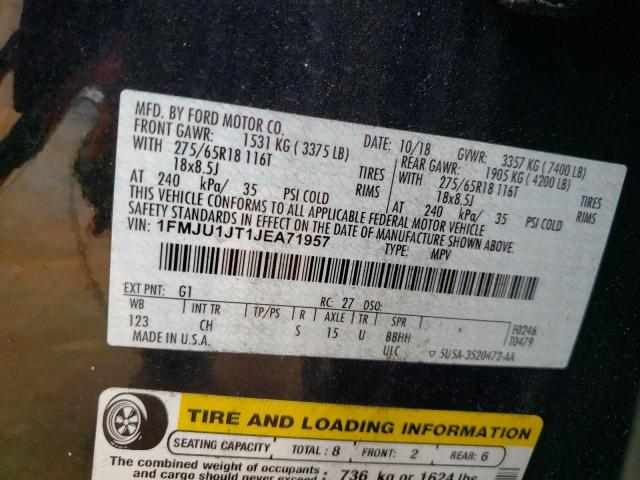 MFD. BY FORD MOTOR CO.
DATE: 10/18 GVWR: 3357 KG ( 7400 LB)
FRONT GAWR: 1531 KG ( 3375 LB) REAR GAWR: 1905 KG ( 4200 LB)
WITH 275/65R18 116T TIRES WITH 275/65R18 116T TIRES
18x8.5J RIMS 18x8.5J RIMS
AT 240 kPa/ 35 PSI COLD AT 240 kPa/ 35 PSI COLD
THIS VEHICLE CONFORMS TO ALL APPLICABLE FEDERAL MOTOR VEHICLE
SAFETY STANDARDS IN EFFECT ON THE DATE OF MANUFACTURE SHOWN ABOVE.
VIN: 1FMJU1JT1JEA71957 TYPE: MPV
EXT PNT: G1 RC: 27 DSO:
WB INT TR TP/PS R AXLE TR SPR F0246
123 CH S 15 U BBHH T0479
MADE IN U.S.A. ULC ▽ 5U5A-3520472-AA
TIRE AND LOADING INFORMATION
SEATING CAPACITY TOTAL : 8 FRONT: 2 REAR: 6
The combined weight of occupants
and cargo should never exceed: 736 kg or 1624 lbs